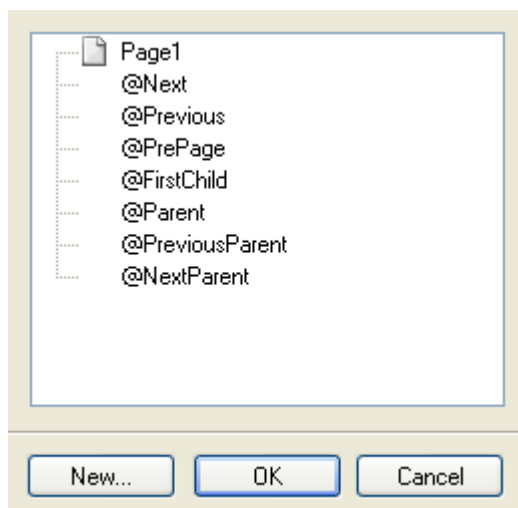 Page1
@Next
@Previous
@PrePage
@FirstChild
@Parent
@PreviousParent
@NextParent
New... OK Cancel